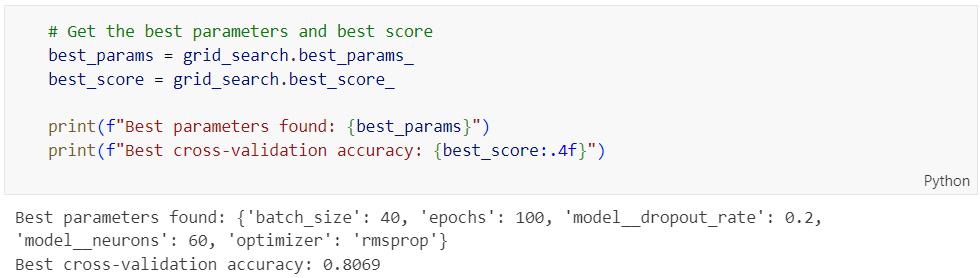 # Get the best parameters and best score
best_params = grid_search.best_params_
best_score = grid_search.best_score_
print(f"Best parameters found: {best_params}")
print(f"Best cross-validation accuracy: {best_score:.4f}")
Python
Best parameters found: {'batch_size': 40, 'epochs': 100, 'model__dropout_rate': 0.2,
'model__neurons': 60, 'optimizer': 'rmsprop'}
Best cross-validation accuracy: 0.8069